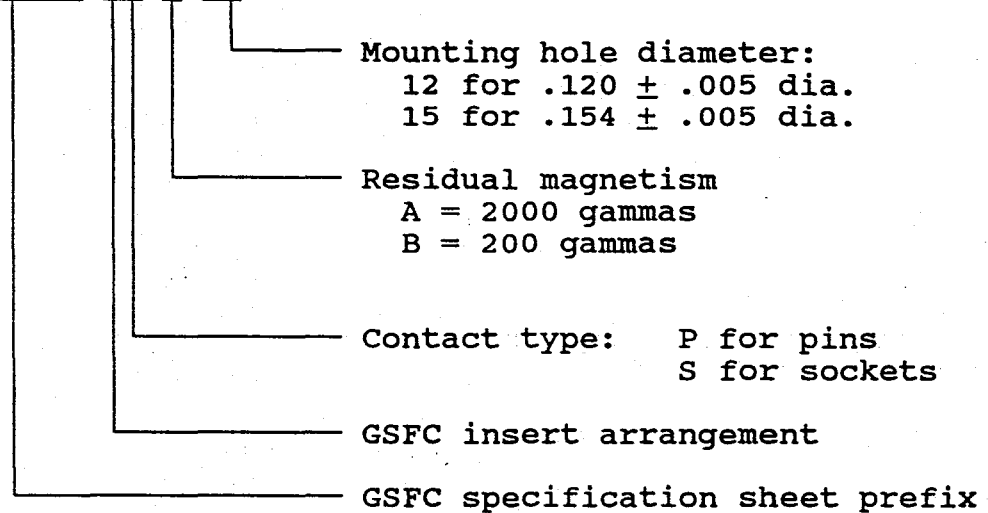 Mounting hole diameter:
12 for .120 ± .005 dia.
15 for .154 ± .005 dia.
Residual magnetism
A = 2000 gammas
B = 200 gammas
Contact type: P for pins
S for sockets
GSFC insert arrangement
GSFC specification sheet prefix